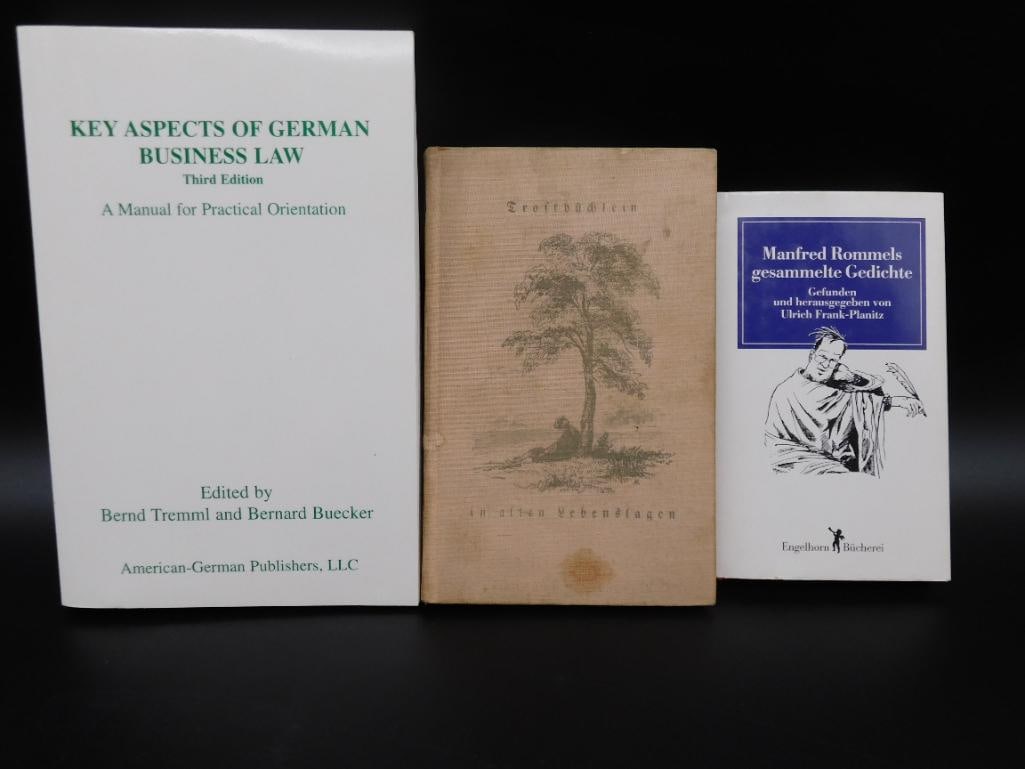 KEY ASPECTS OF GERMAN
BUSINESS LAW
Third Edition
A Manual for Practical Orientation
Edited by
Bernd Tremml and Bernard Buecker
American-German Publishers, LLC
Trostbüchlein
in allen Lebenslagen
Manfred Rommels
gesammelte Gedichte
Gefunden
und herausgegeben von
Ulrich Frank-Planitz
Engelhorn Bücherei